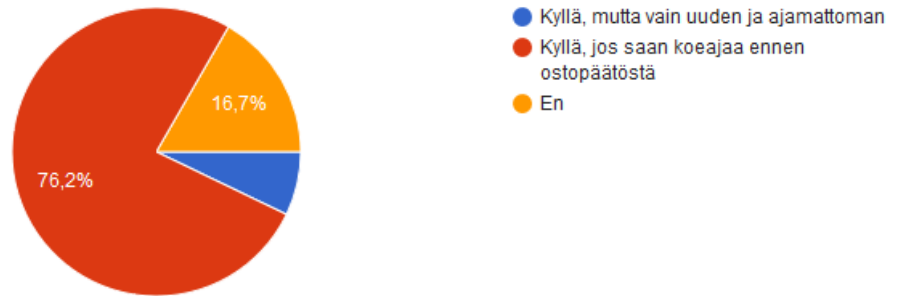 Kyllä, mutta vain uuden ja ajamattoman
Kyllä, jos saan koeajaa ennen
ostopäätöstä
En
16,7%
76,2%